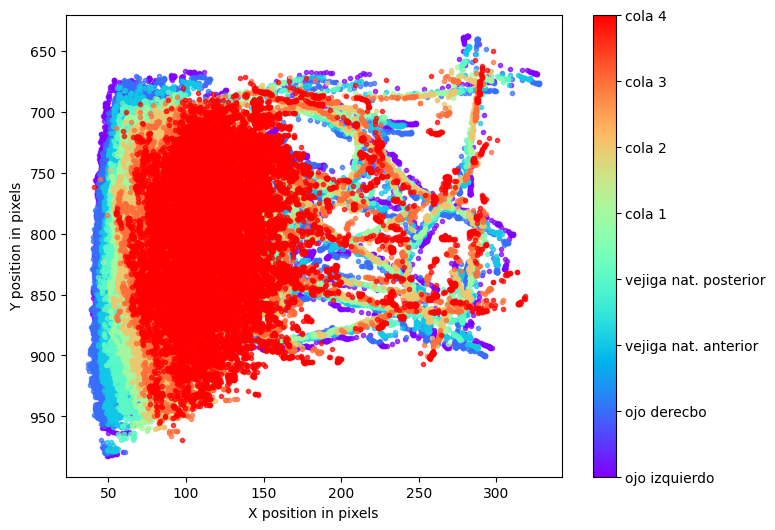 650
700
750
800
850
900
950
50
100
150
200
250
300
X position in pixels
Y position in pixels
cola 4
cola 3
cola 2
cola 1
vejiga nat. posterior
vejiga nat. anterior
ojo derecbo
ojo izquierdo